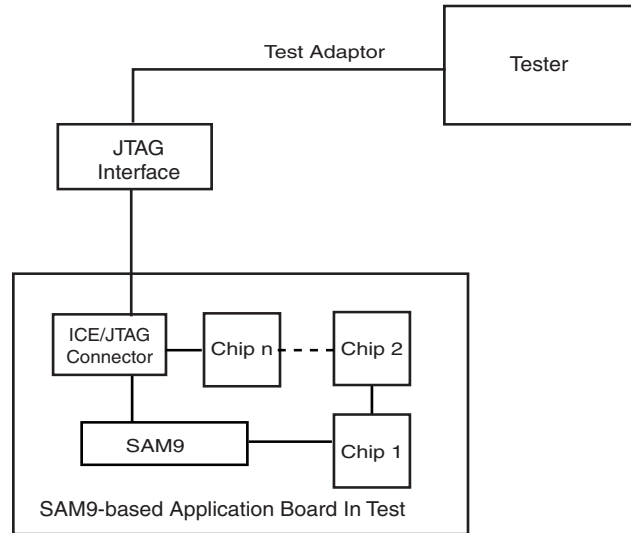 Test Adaptor
Tester
JTAG
Interface
ICE/JTAG
Connector
Chip n
Chip 2
SAM9
Chip 1
SAM9-based Application Board In Test